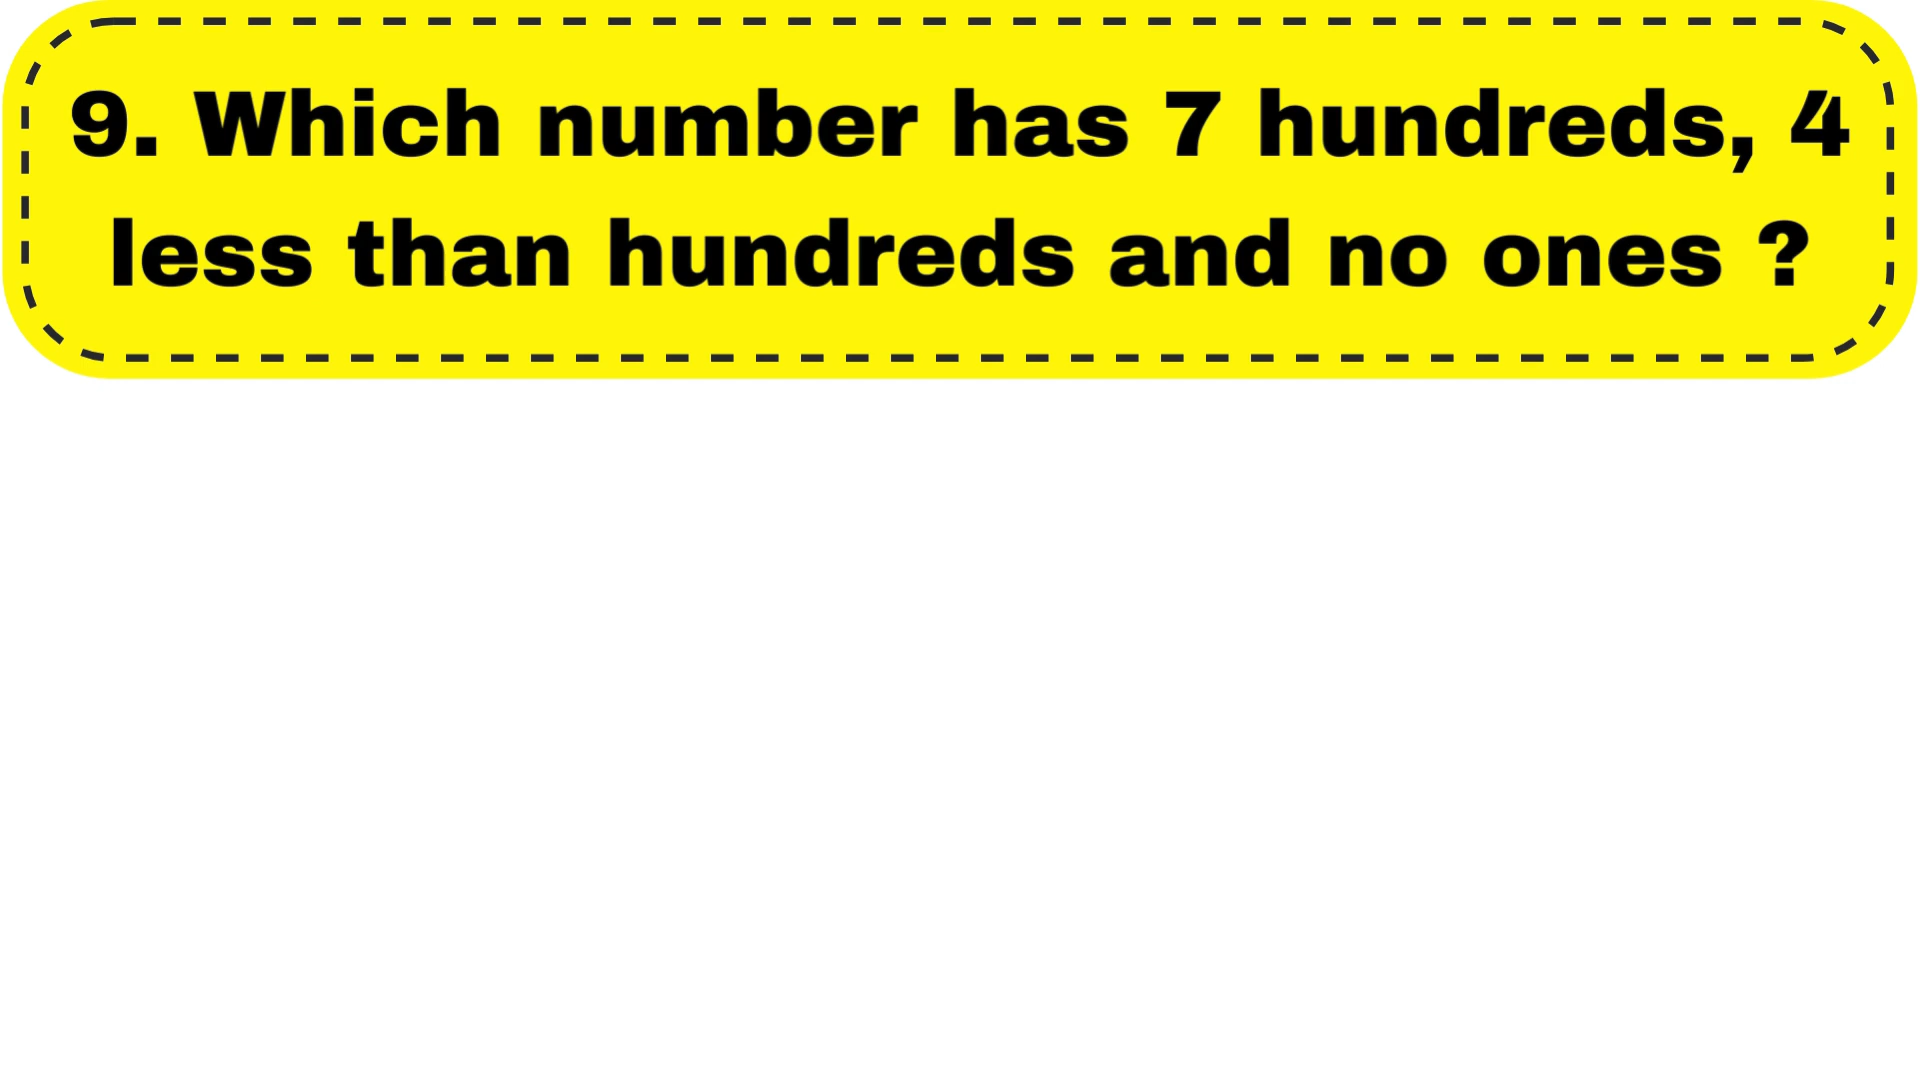 9. Which number has 7 hundreds, 4
less than hundreds and no ones ?